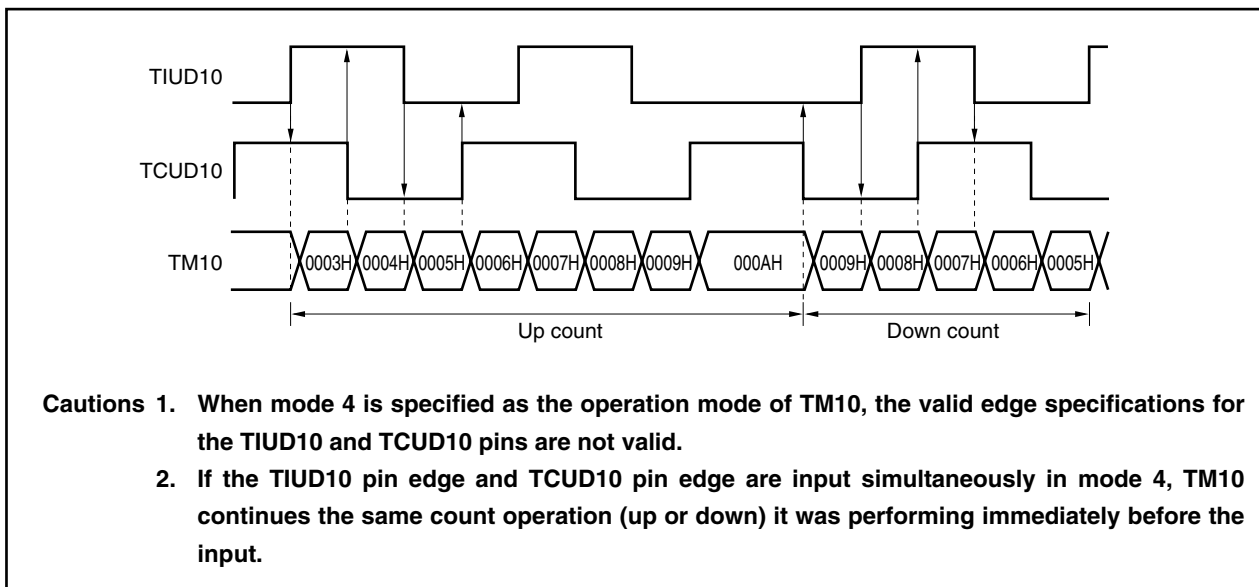 TIUD10
TCUD10
TM10
0003H 0004H 0005H 0006H 0007H 0008H 0009H 000AH 0009H 0008H 0007H 0006H 0005H
Up count Down count
Cautions 1. When mode 4 is specified as the operation mode of TM10, the valid edge specifications for
the TIUD10 and TCUD10 pins are not valid.
2. If the TIUD10 pin edge and TCUD10 pin edge are input simultaneously in mode 4, TM10
continues the same count operation (up or down) it was performing immediately before the
input.